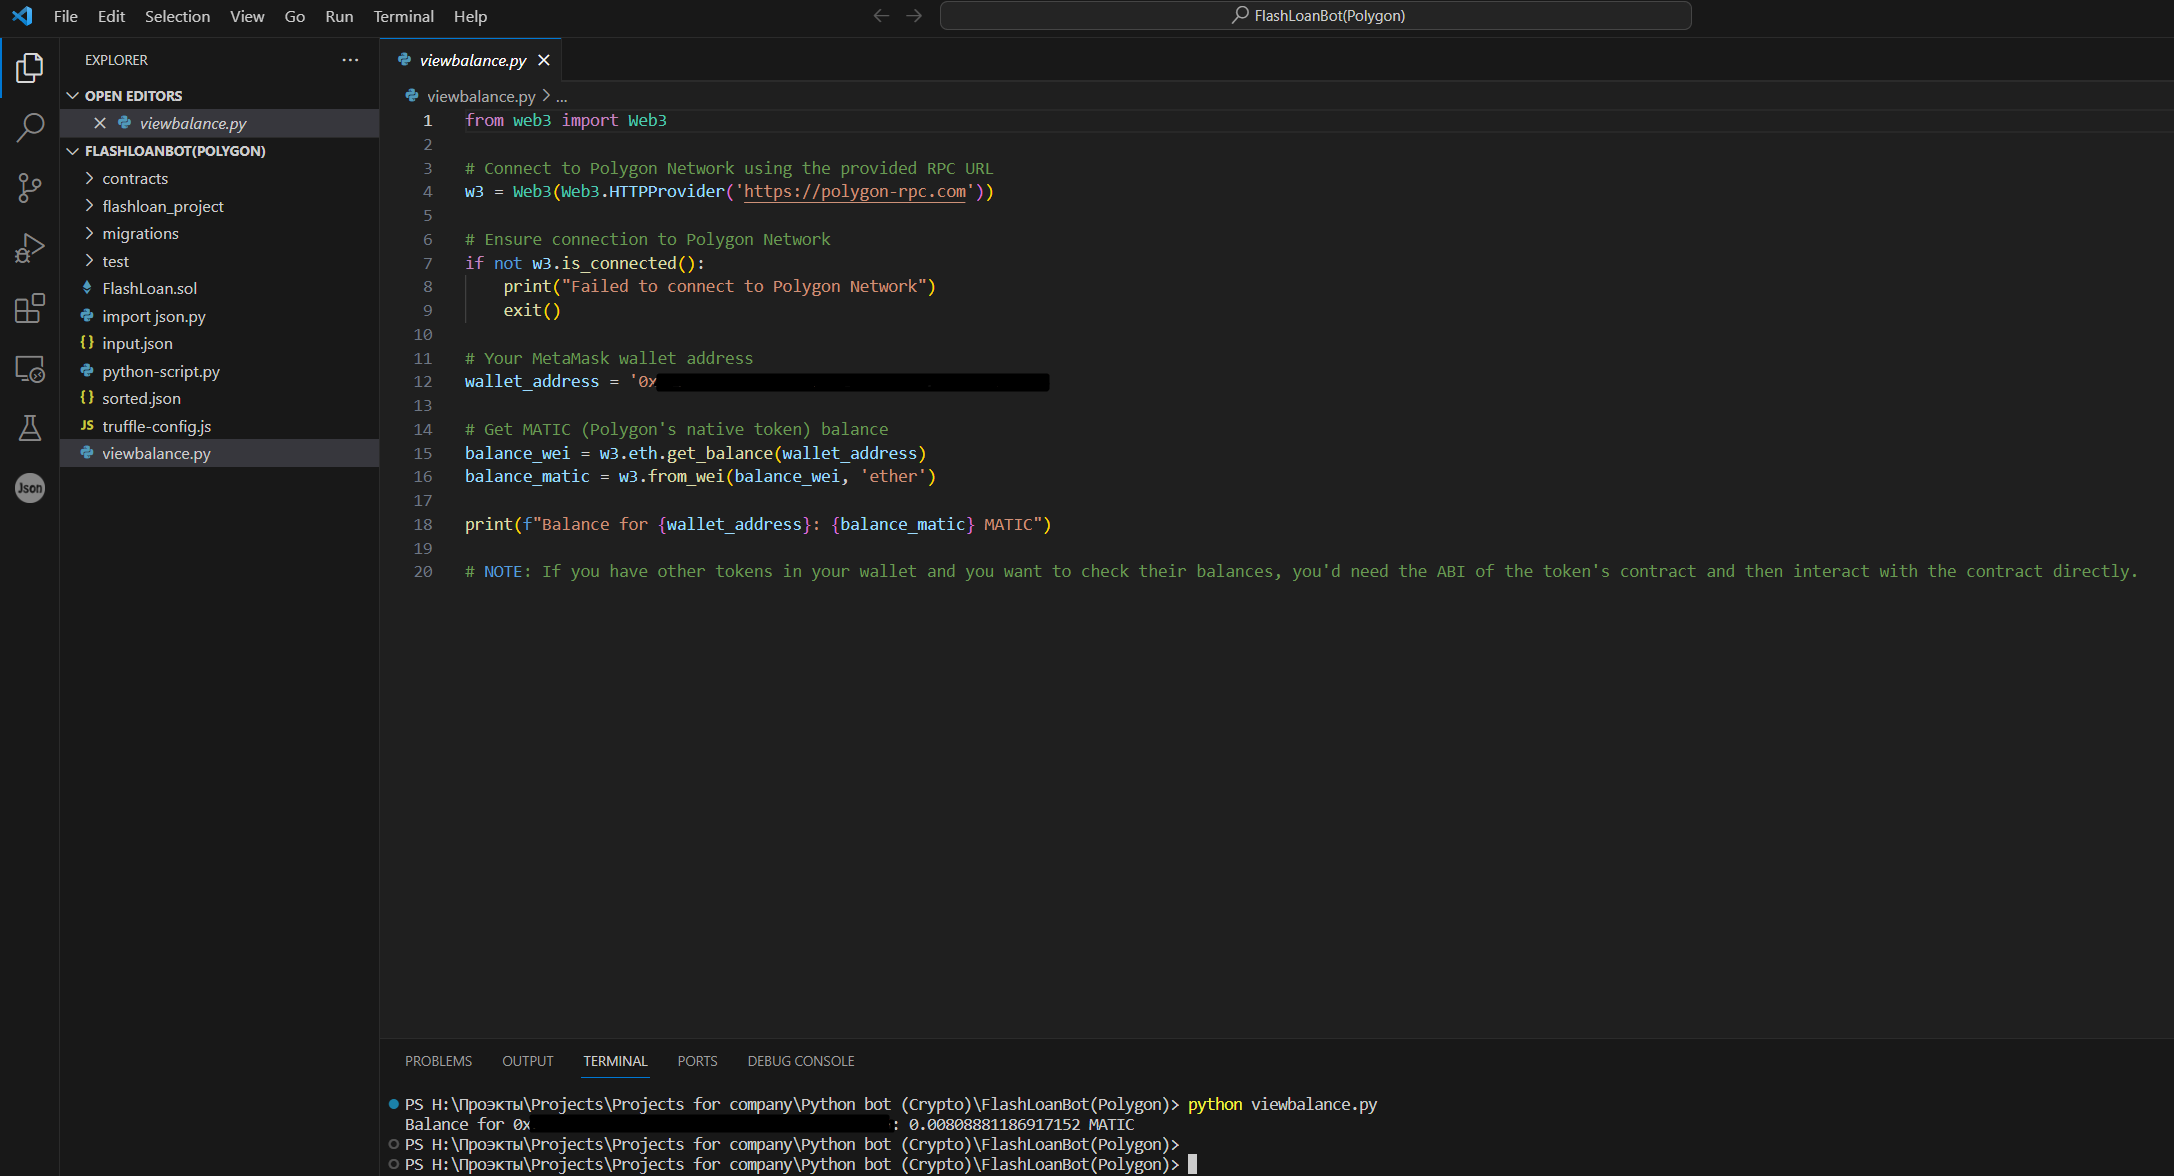 File Edit Selection View Go Run Terminal Help
FlashLoanBot(Polygon)
EXPLORER
OPEN EDITORS
viewbalance.py
FLASHLOANBOT(POLYGON)
contracts
flashloan_project
migrations
test
FlashLoan.sol
import json.py
{} input.json
python-script.py
{} sorted.json
JS truffle-config.js
viewbalance.py
Json
viewbalance.py
viewbalance.py > ...
1 from web3 import Web3
2
3 # Connect to Polygon Network using the provided RPC URL
4 w3 = Web3(Web3.HTTPProvider('https://polygon-rpc.com'))
5
6 # Ensure connection to Polygon Network
7 if not w3.is_connected():
8 print("Failed to connect to Polygon Network")
9 exit()
10
11 # Your MetaMask wallet address
12 wallet_address = '0x
13
14 # Get MATIC (Polygon's native token) balance
15 balance_wei = w3.eth.get_balance(wallet_address)
16 balance_matic = w3.from_wei(balance_wei, 'ether')
17
18 print(f"Balance for {wallet_address}: {balance_matic} MATIC")
19
20 # NOTE: If you have other tokens in your wallet and you want to check their balances, you'd need the ABI of the token's contract and then interact with the contract directly.
PROBLEMS OUTPUT TERMINAL PORTS DEBUG CONSOLE
PS H:\Проэкты\Projects\Projects for company\Python bot (Crypto)\FlashLoanBot(Polygon)> python viewbalance.py
Balance for 0x : 0.00808881186917152 MATIC
PS H:\Проэкты\Projects\Projects for company\Python bot (Crypto)\FlashLoanBot(Polygon)>
PS H:\Проэкты\Projects\Projects for company\Python bot (Crypto)\FlashLoanBot(Polygon)>